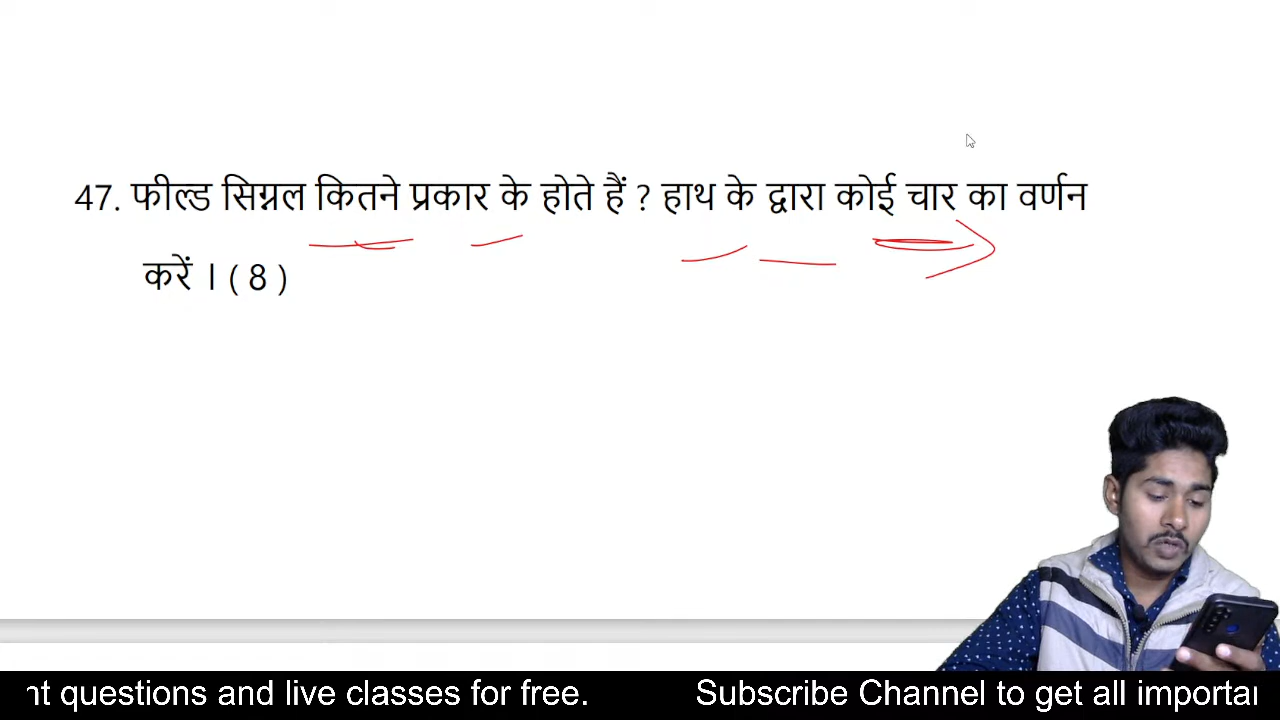 47. फील्ड सिग्नल कितने प्रकार के होते हैं ? हाथ के द्वारा कोई चार का वर्णन
करें । ( 8 )
nt questions and live classes for free. Subscribe Channel to get all importa